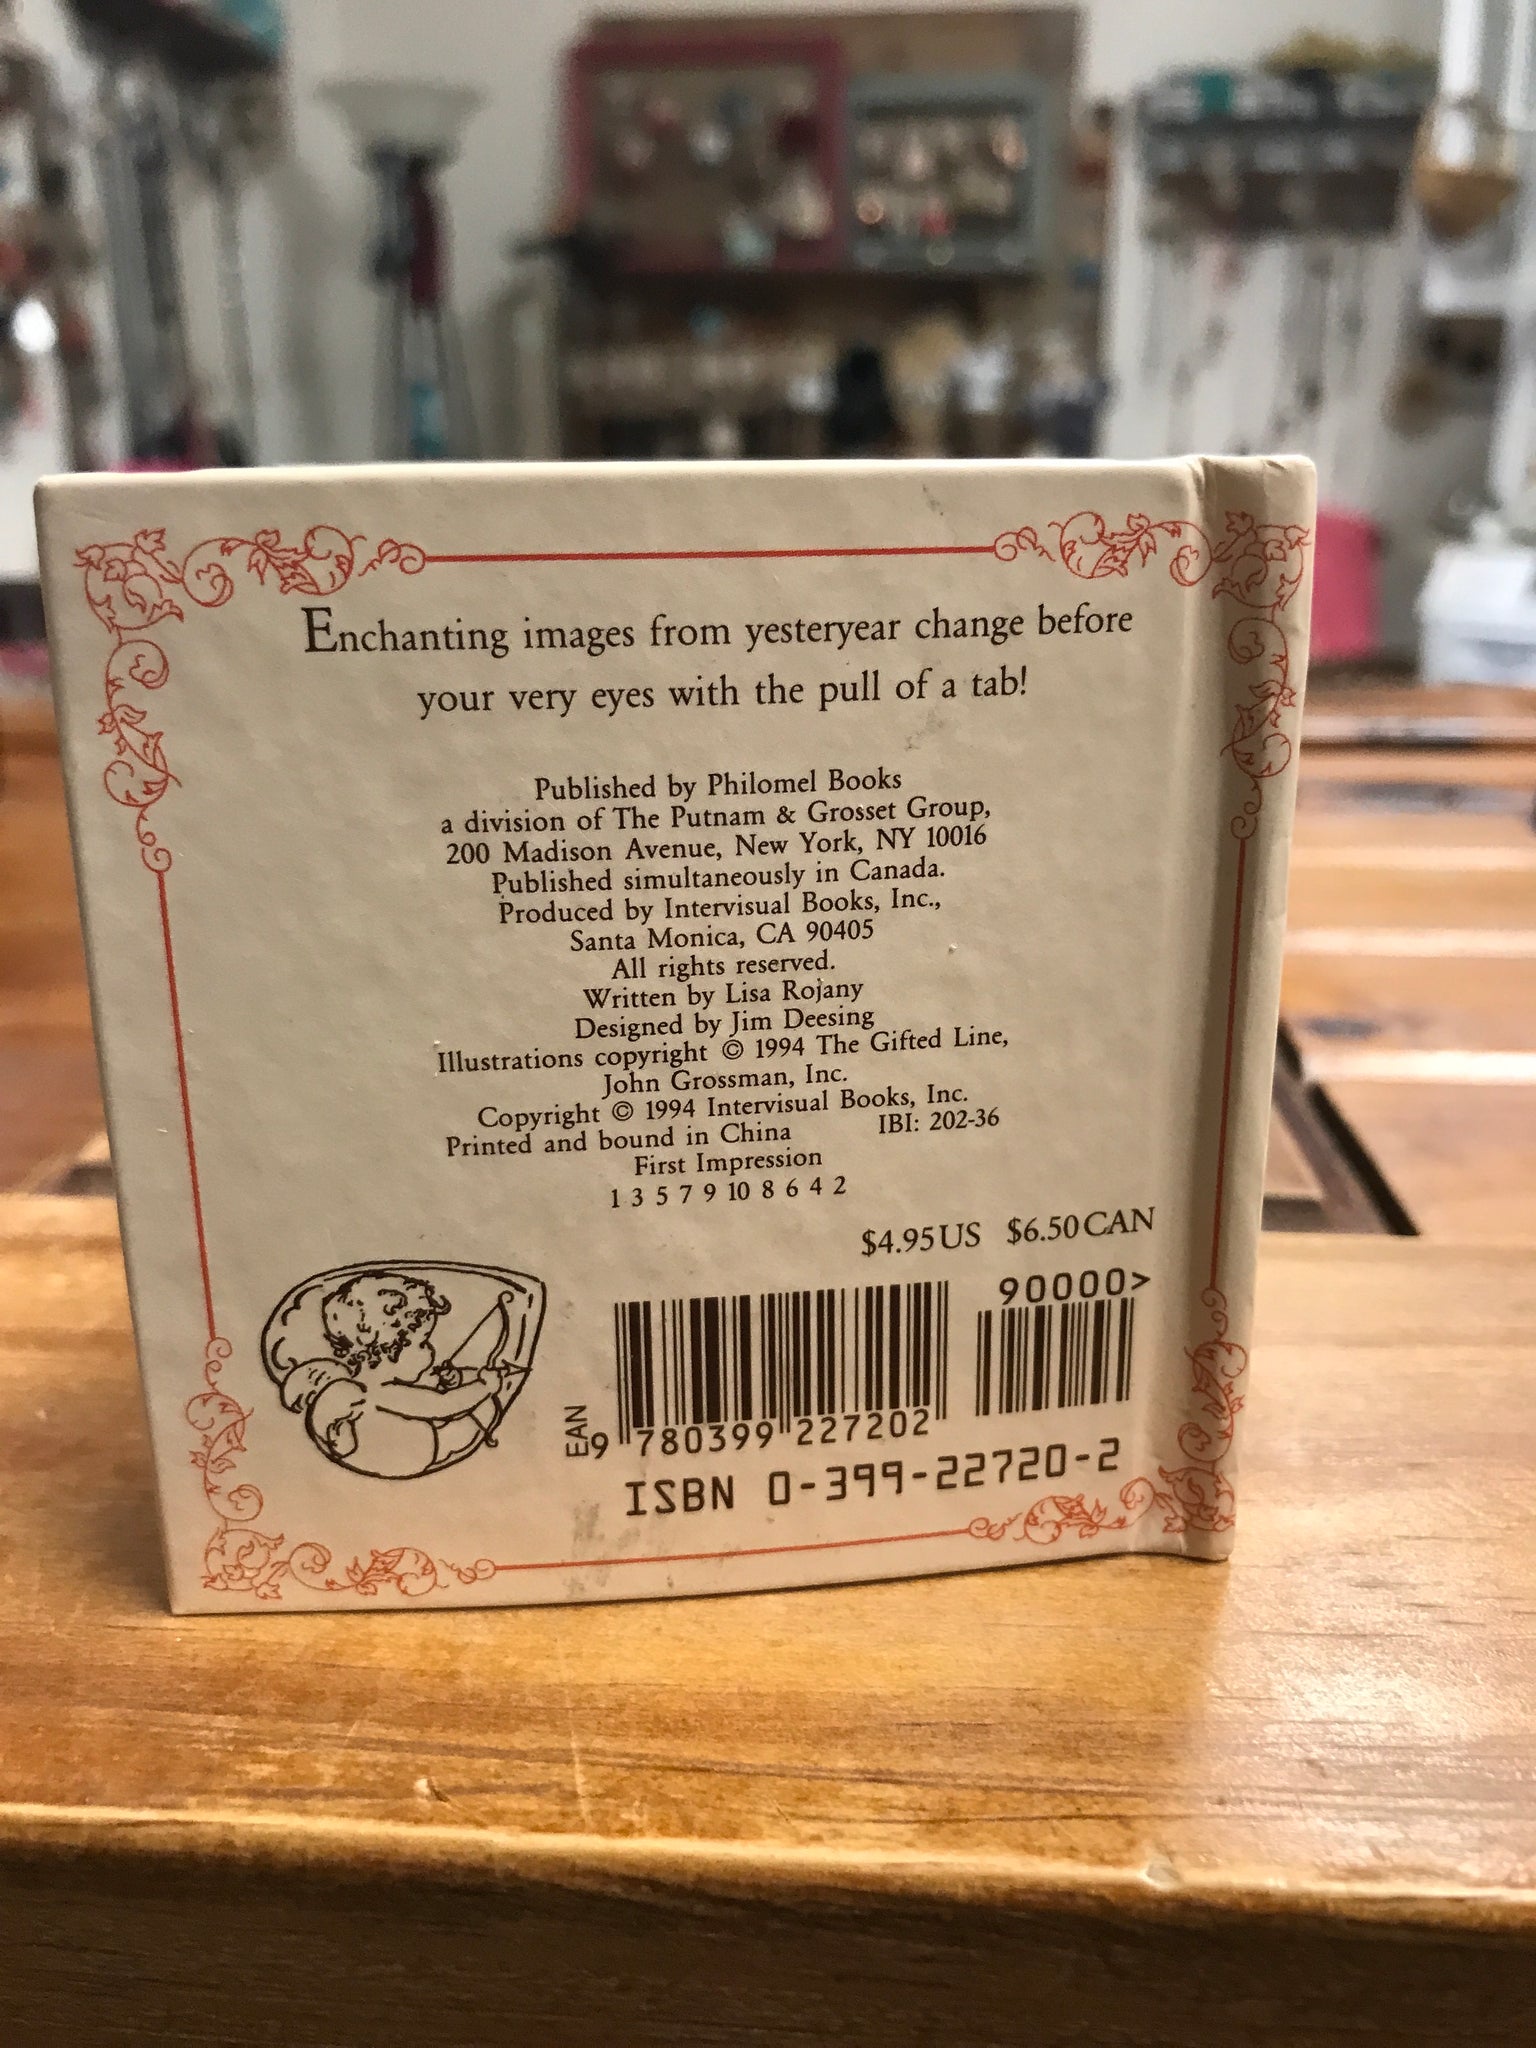 Enchanting images from yesteryear change before
your very eyes with the pull of a tab!
Published by Philomel Books
a division of The Putnam & Grosset Group,
200 Madison Avenue, New York, NY 10016
Published simultaneously in Canada.
Produced by Intervisual Books, Inc.,
Santa Monica, CA 90405
All rights reserved.
Written by Lisa Rojany
Designed by Jim Deesing
Illustrations copyright © 1994 The Gifted Line,
John Grossman, Inc.
Copyright © 1994 Intervisual Books, Inc.
Printed and bound in China IBI: 202-36
First Impression
1 3 5 7 9 10 8 6 4 2
$4.95US $6.50CAN
90000>
EAN
9 780399 227202
ISBN 0-399-22720-2